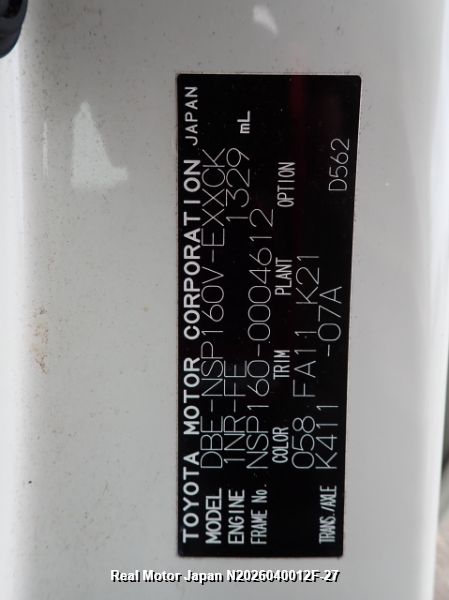 TOYOTA MOTOR CORPORATION JAPAN
MODEL DBE-NSP160V-EXXCK
ENGINE 1NR-FE 1329 mL
FRAME No. NSP160-0004612
COLOR TRIM PLANT OPTION
058 FA11 K21
TRANS./AXLE K411 -07A D562
Real Motor Japan N2026040012F-27